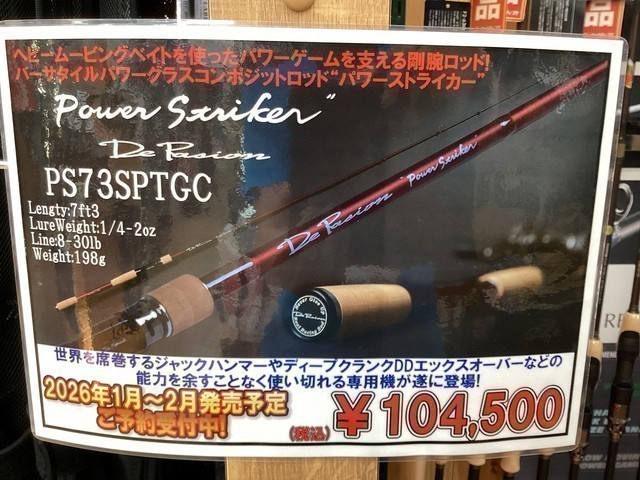 ヘビームービングベイトを使ったパワーゲームを支える剛腕ロッド!
バーサタイルパワーグラスコンポジットロッド“パワーストライカー”
Power Striker"
De Pasion
PS73SPTGC
Lengty:7ft3
LureWeight:1/4-2oz
Line:8-30lb
Weight:198g
De Pasion "Power Striker"
Never Give Up
世界を席巻するジャックハンマーやディープクランクDDエックスオーバーなどの
能力を余すことなく使い切れる専用機が遂に登場!
2026年1月～2月発売予定
ご予約受付中!
(税込)
￥104,500
品
品